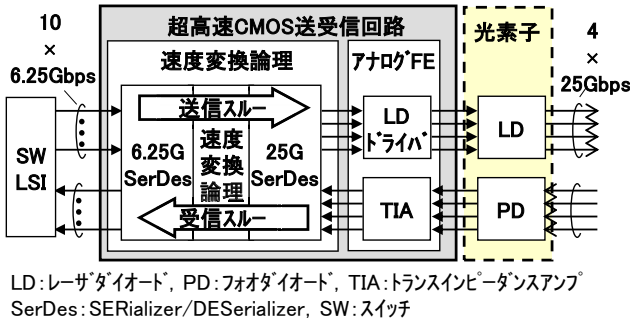 超高速CMOS送受信回路
10
×
6.25Gbps
速度変換論理
アナログFE
光素子
4
×
25Gbps
送信スルー
SW
LSI
6.25G
SerDes
速度
変換
論理
25G
SerDes
LD
ドライバ
LD
受信スルー
TIA
PD
LD:レーザダイオード, PD:フォオダイオード, TIA:トランスインピーダンスアンプ
SerDes:SERializer/DESerializer, SW:スイッチ